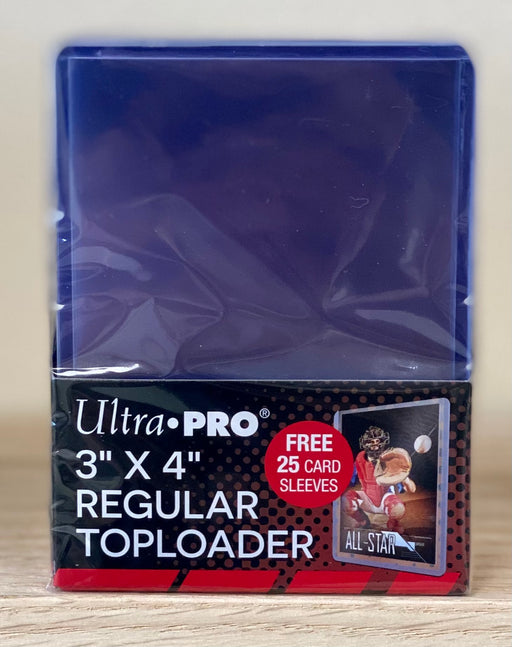 Ultra•PRO®
3" X 4"
REGULAR
TOPLOADER
FREE
25 CARD
SLEEVES
ALL-STAR